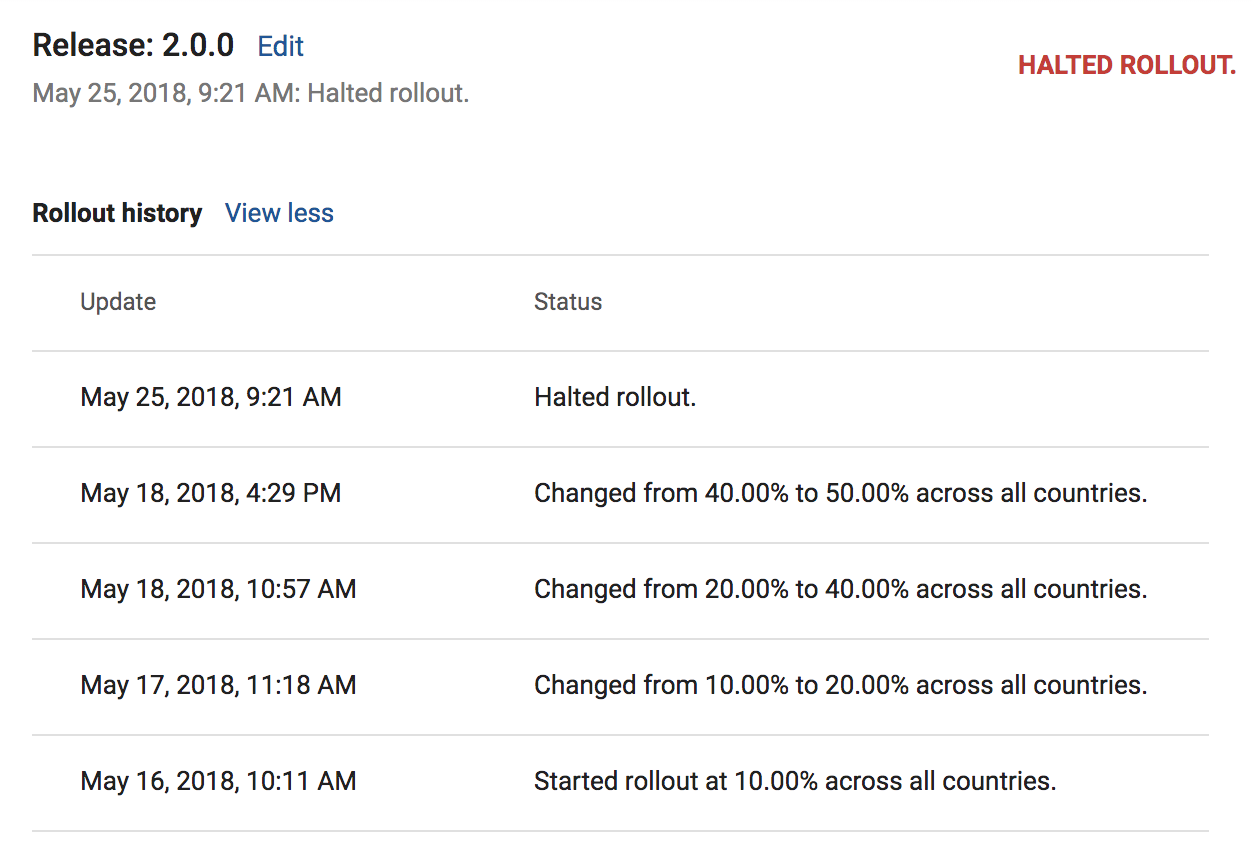 Release: 2.0.0 Edit
HALTED ROLLOUT.
May 25, 2018, 9:21 AM: Halted rollout.
Rollout history View less
Update Status
May 25, 2018, 9:21 AM Halted rollout.
May 18, 2018, 4:29 PM Changed from 40.00% to 50.00% across all countries.
May 18, 2018, 10:57 AM Changed from 20.00% to 40.00% across all countries.
May 17, 2018, 11:18 AM Changed from 10.00% to 20.00% across all countries.
May 16, 2018, 10:11 AM Started rollout at 10.00% across all countries.